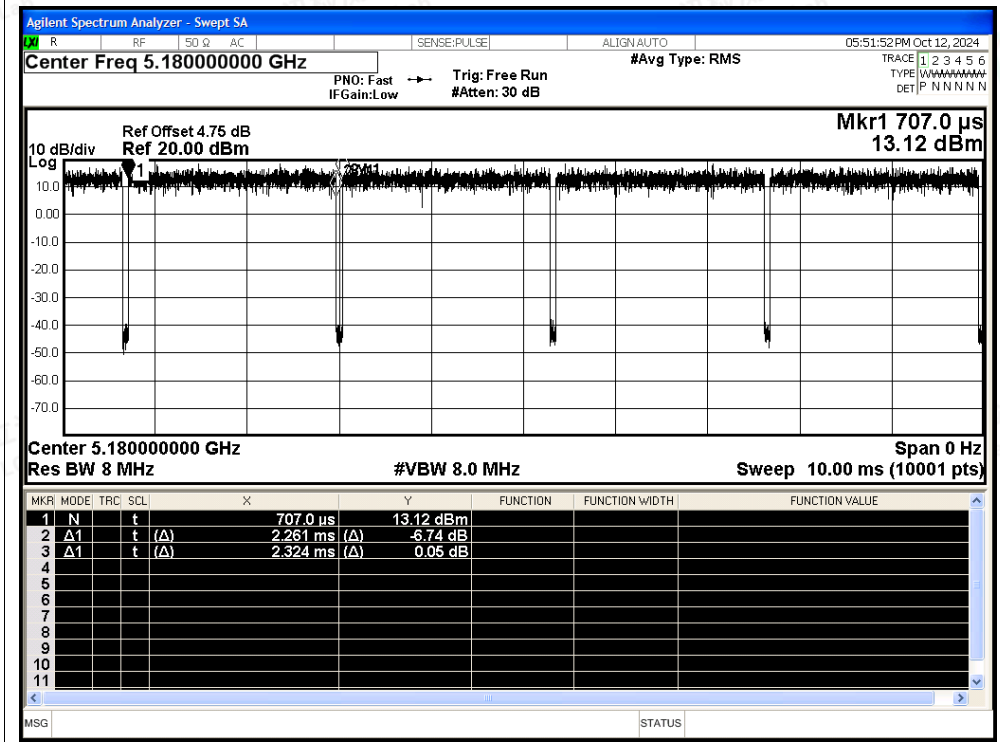 Agilent Spectrum Analyzer - Swept SA
LXI R RF 50 Ω AC SENSE:PULSE ALIGN AUTO 05:51:52 PM Oct 12, 2024
Center Freq 5.180000000 GHz #Avg Type: RMS TRACE 1 2 3 4 5 6
PNO: Fast Trig: Free Run TYPE W
IFGain:Low #Atten: 30 dB DET P N N N N N
Mkr1 707.0 µs
Ref Offset 4.75 dB
10 dB/div Ref 20.00 dBm 13.12 dBm
Log
1
10.0
0.00
-10.0
-20.0
-30.0
-40.0
-50.0
-60.0
-70.0
Center 5.180000000 GHz Span 0 Hz
Res BW 8 MHz #VBW 8.0 MHz Sweep 10.00 ms (10001 pts)
MKR MODE TRC SCL X Y FUNCTION FUNCTION WIDTH FUNCTION VALUE
1 N t 707.0 µs 13.12 dBm
2 Δ1 t (Δ) 2.261 ms (Δ) -6.74 dB
3 Δ1 t (Δ) 2.324 ms (Δ) 0.05 dB
4
5
6
7
8
9
10
11
MSG STATUS